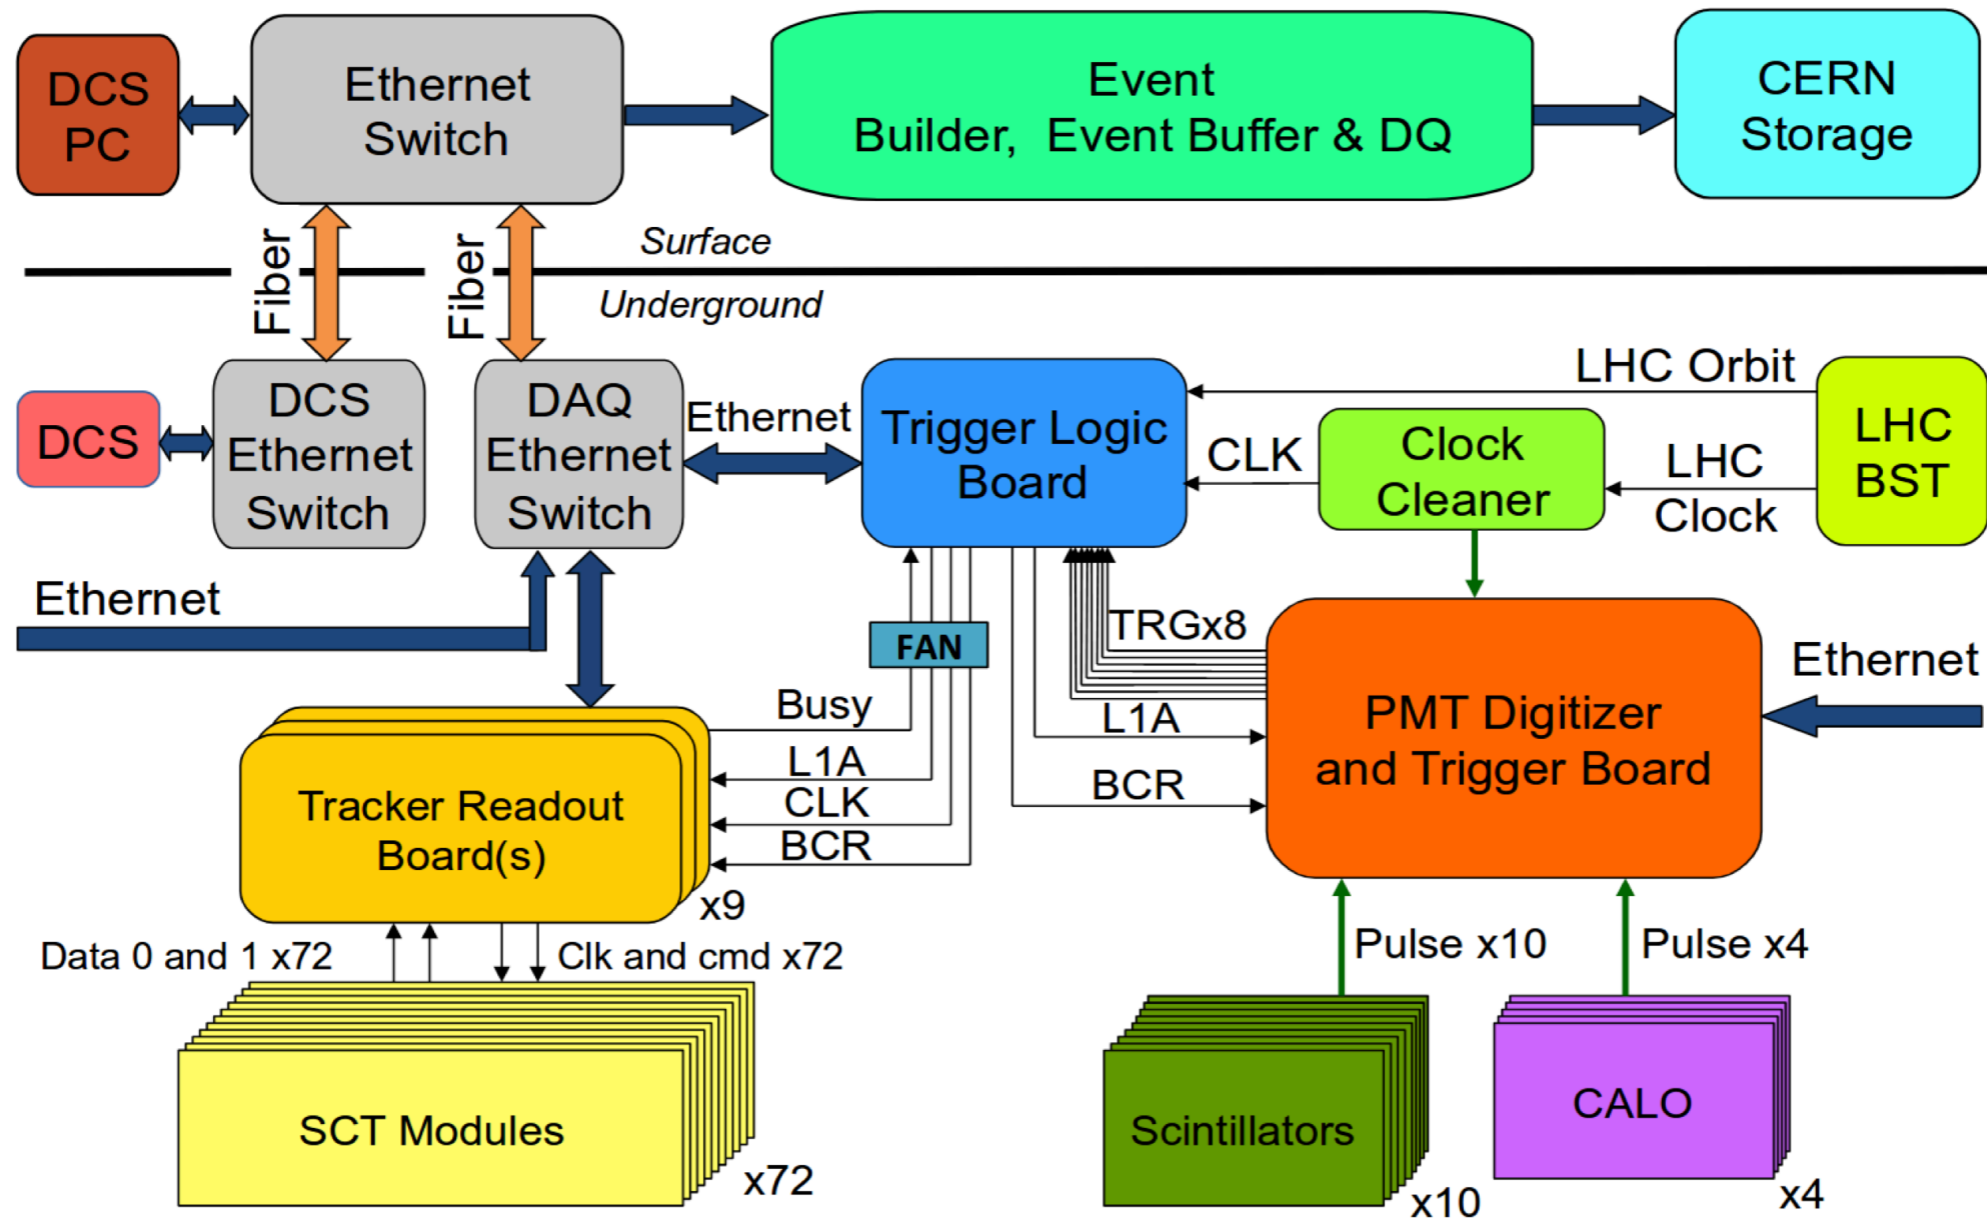 DCS
PC
Ethernet
Switch
Event
Builder,  Event Buffer & DQ
CERN
Storage
Fiber
Fiber
Surface
Underground
DCS
DCS
Ethernet
Switch
DAQ
Ethernet
Switch
Ethernet
Trigger Logic
Board
LHC Orbit
CLK
Clock
Cleaner
LHC
Clock
LHC
BST
Ethernet
FAN
TRGx8
L1A
BCR
PMT Digitizer
and Trigger Board
Ethernet
Busy
L1A
CLK
BCR
Tracker Readout
Board(s)
x9
Data 0 and 1 x72
Clk and cmd x72
Pulse x10
Pulse x4
SCT Modules
x72
Scintillators
x10
CALO
x4